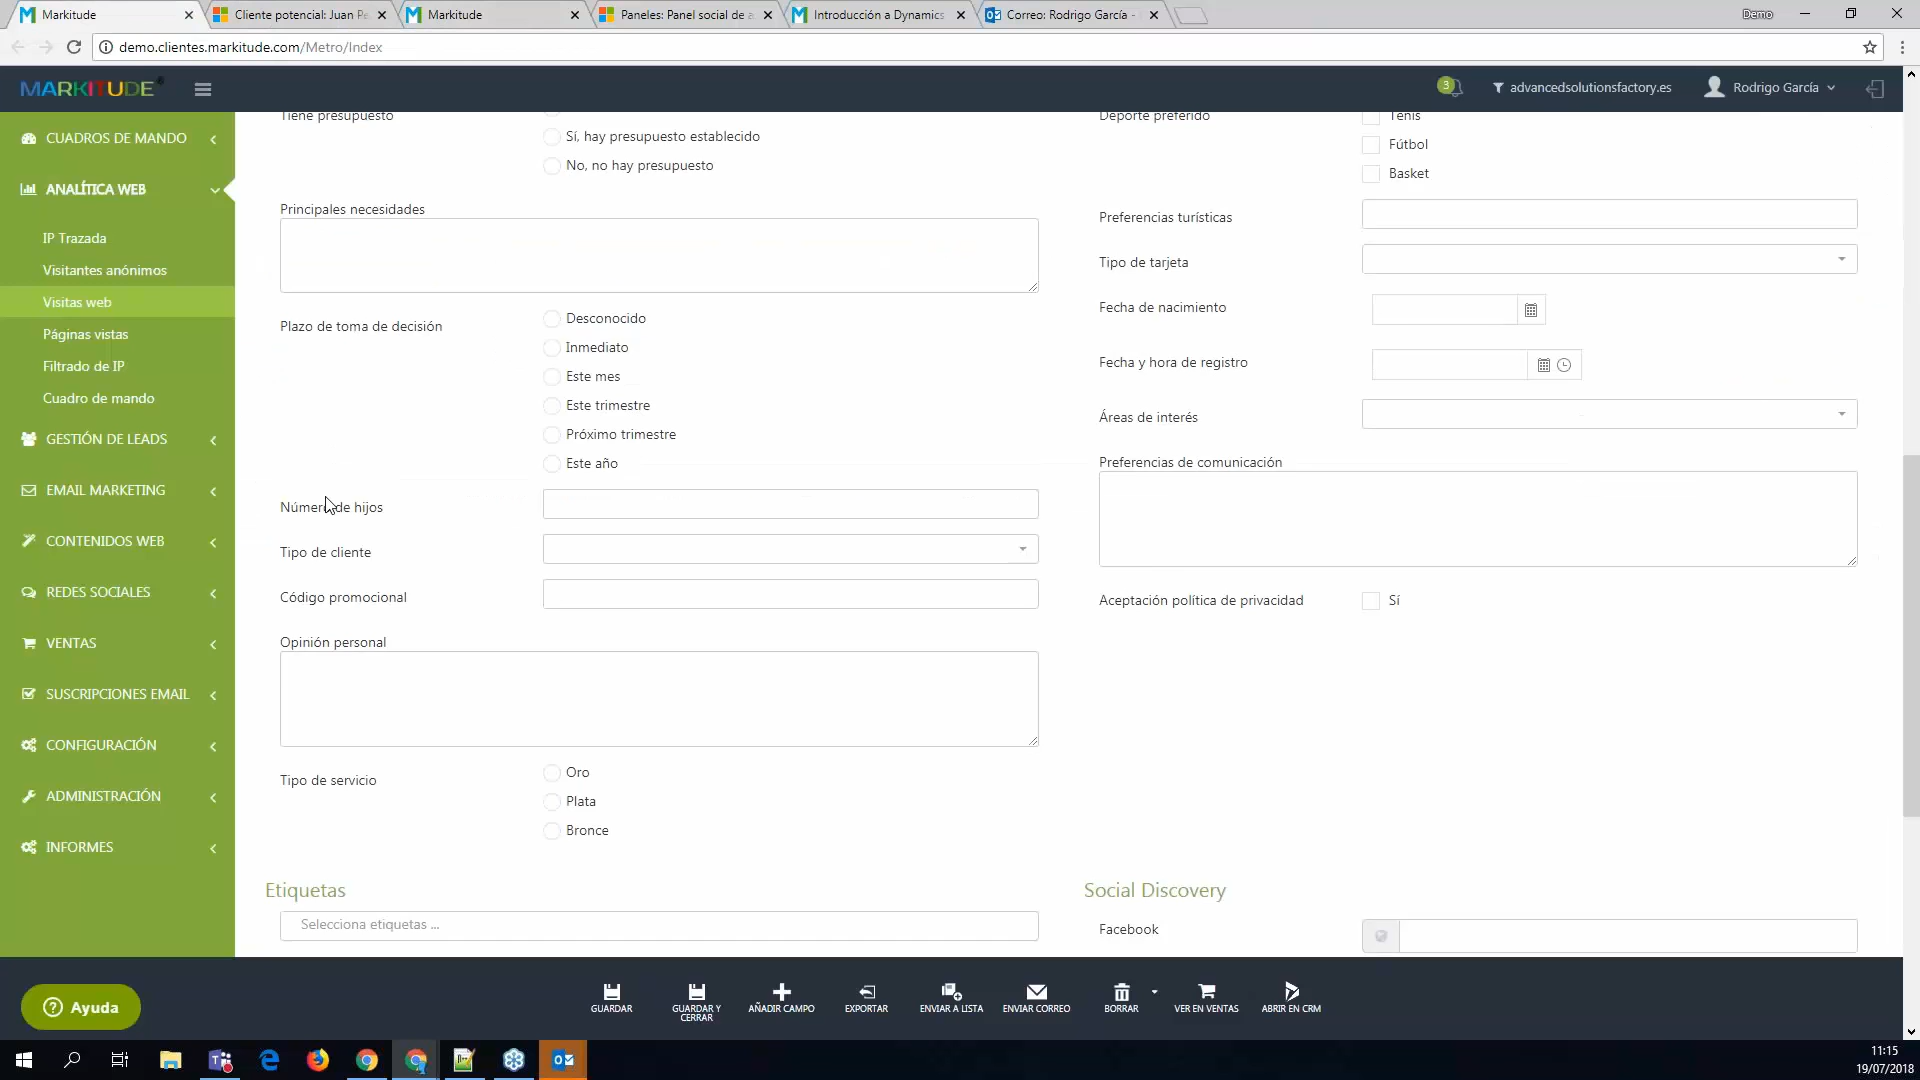 Markitude
Cliente potencial: Juan Pe
Markitude
Paneles: Panel social de a
Introducción a Dynamics
Correo: Rodrigo García -
Demo
demo.clientes.markitude.com/Metro/Index
MARKITUDE
3
advancedsolutionsfactory.es
Rodrigo García
CUADROS DE MANDO
ANALÍTICA WEB
IP Trazada
Visitantes anónimos
Visitas web
Páginas vistas
Filtrado de IP
Cuadro de mando
GESTIÓN DE LEADS
EMAIL MARKETING
CONTENIDOS WEB
REDES SOCIALES
VENTAS
SUSCRIPCIONES EMAIL
CONFIGURACIÓN
ADMINISTRACIÓN
INFORMES
Ayuda
Tiene presupuesto
Sí, hay presupuesto establecido
No, no hay presupuesto
Principales necesidades
Plazo de toma de decisión
Desconocido
Inmediato
Este mes
Este trimestre
Próximo trimestre
Este año
Número de hijos
Tipo de cliente
Código promocional
Opinión personal
Tipo de servicio
Oro
Plata
Bronce
Etiquetas
Selecciona etiquetas ...
Deporte preferido
Tenis
Fútbol
Basket
Preferencias turísticas
Tipo de tarjeta
Fecha de nacimiento
Fecha y hora de registro
Áreas de interés
Preferencias de comunicación
Aceptación política de privacidad
Sí
Social Discovery
Facebook
GUARDAR
GUARDAR Y
CERRAR
AÑADIR CAMPO
EXPORTAR
ENVIAR A LISTA
ENVIAR CORREO
BORRAR
VER EN VENTAS
ABRIR EN CRM
11:15
19/07/2018